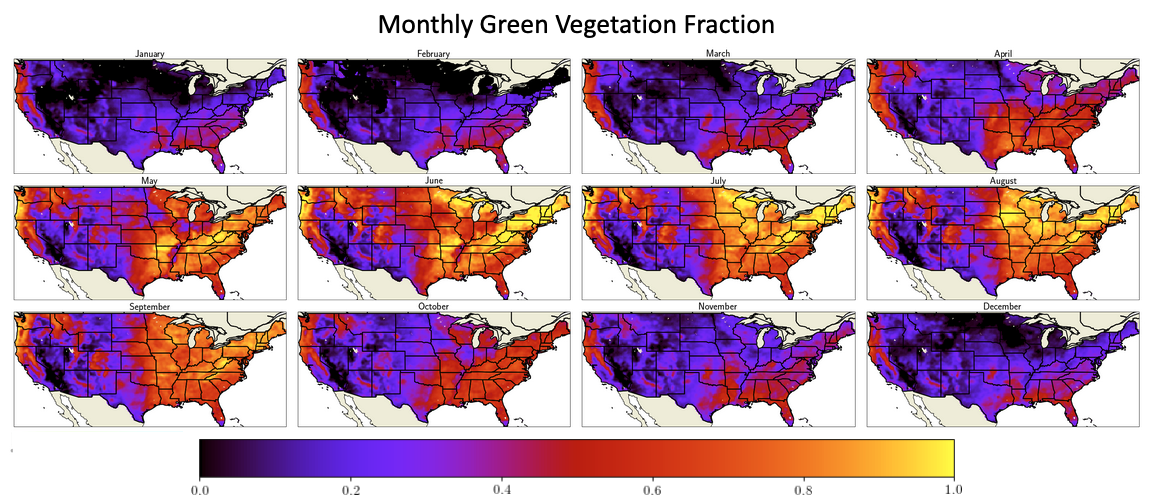 Monthly Green Vegetation Fraction
January February March April
May June July August
September October November December
0.0 0.2 0.4 0.6 0.8 1.0